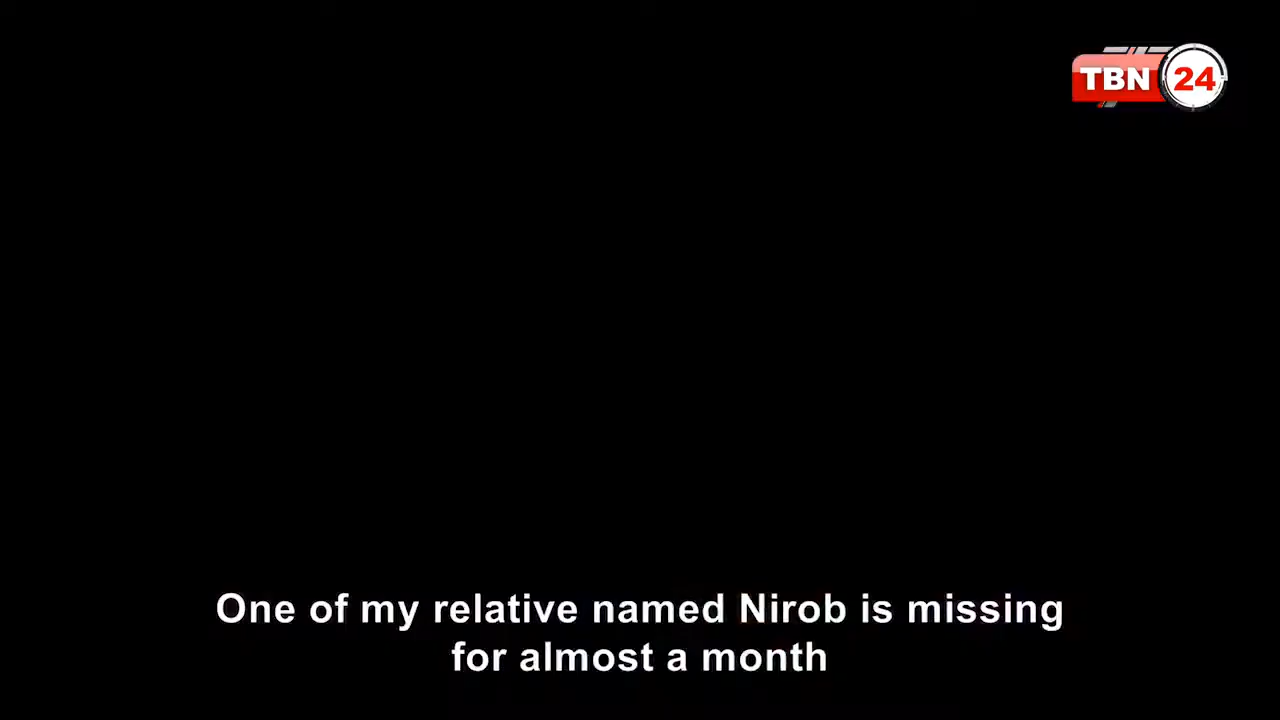 TBN 24
One of my relative named Nirob is missing
for almost a month